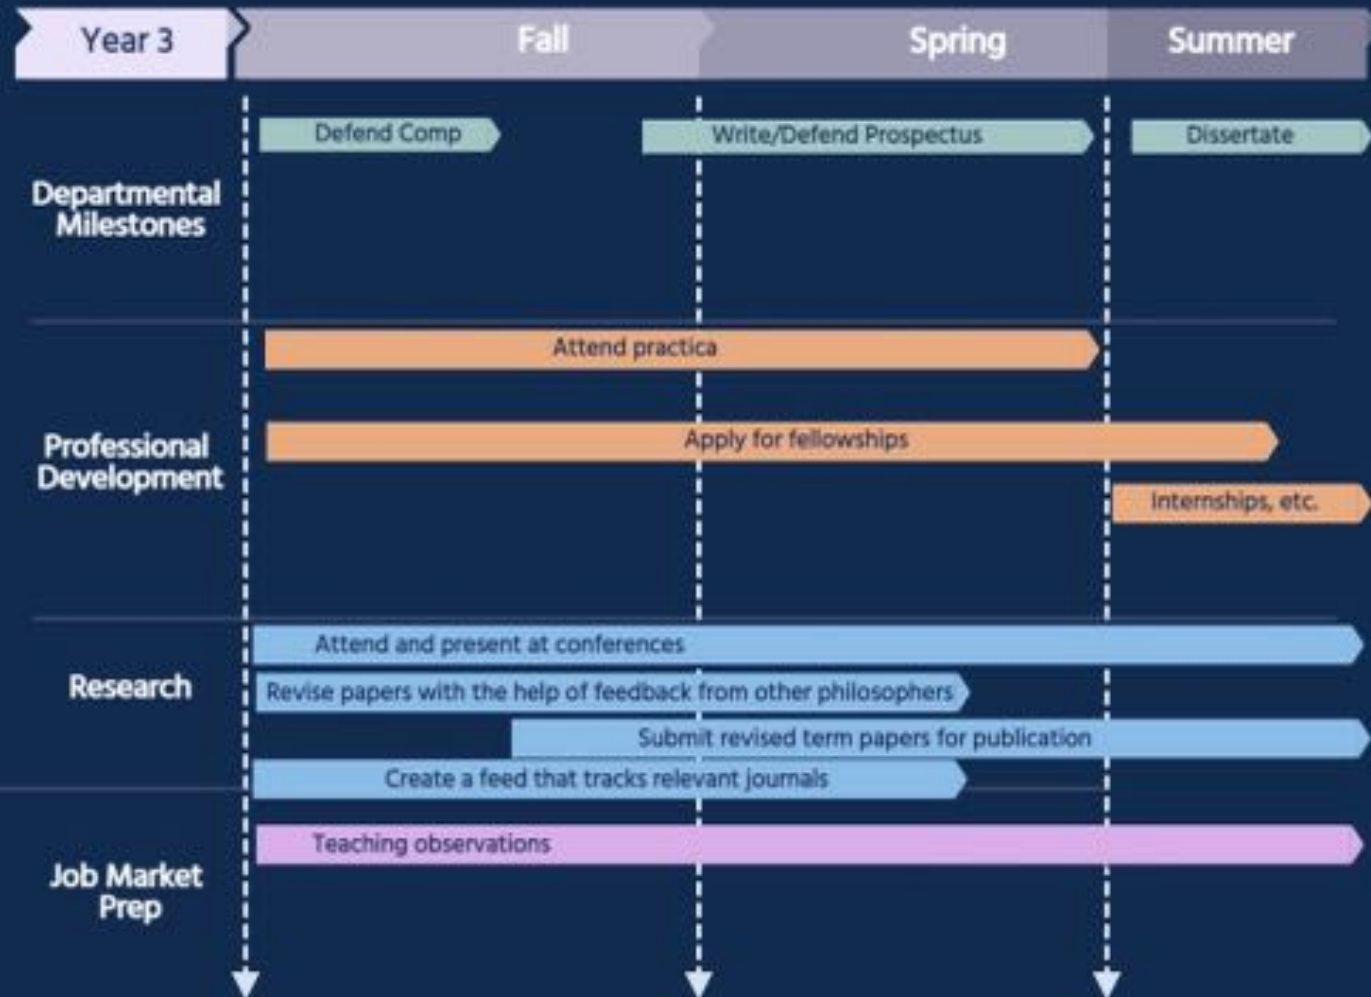 Year 3
Fall
Spring
Summer
Defend Comp
Write/Defend Prospectus
Dissertate
Departmental
Milestones
Attend practica
Apply for fellowships
Professional
Development
Internships, etc.
Attend and present at conferences
Research
Revise papers with the help of feedback from other philosophers
Submit revised term papers for publication
Create a feed that tracks relevant journals
Teaching observations
Job Market
Prep